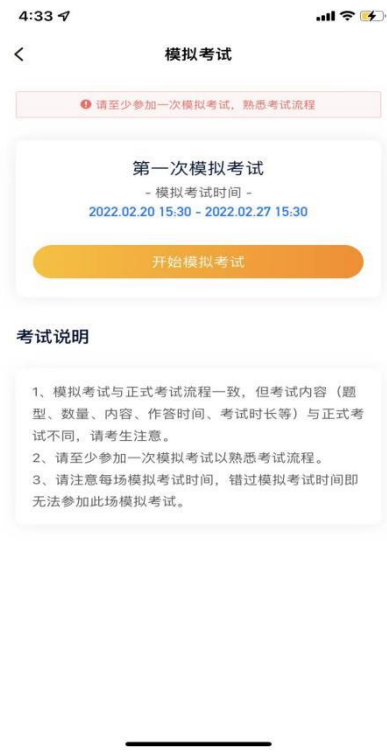 4:33
模拟考试
请至少参加一次模拟考试，熟悉考试流程
第一次模拟考试
- 模拟考试时间 -
2022.02.20 15:30 - 2022.02.27 15:30
开始模拟考试
考试说明
1、模拟考试与正式考试流程一致，但考试内容（题
型、数量、内容、作答时间、考试时长等）与正式考
试不同，请考生注意。
2、请至少参加一次模拟考试以熟悉考试流程。
3、请注意每场模拟考试时间，错过模拟考试时间即
无法参加此场模拟考试。